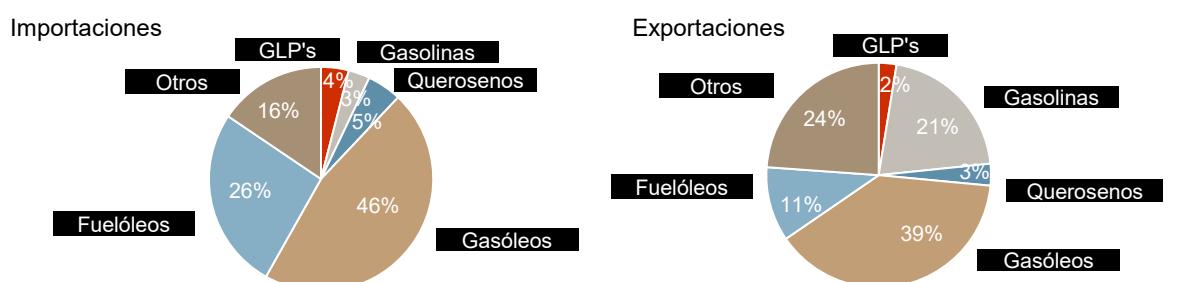 Importaciones
GLP's
Gasolinas
Querosenos
Otros
4%
3%
5%
16%
26%
46%
Fuelóleos
Gasóleos
Exportaciones
GLP's
Otros
Gasolinas
2%
21%
24%
3%
Fuelóleos
Querosenos
11%
39%
Gasóleos